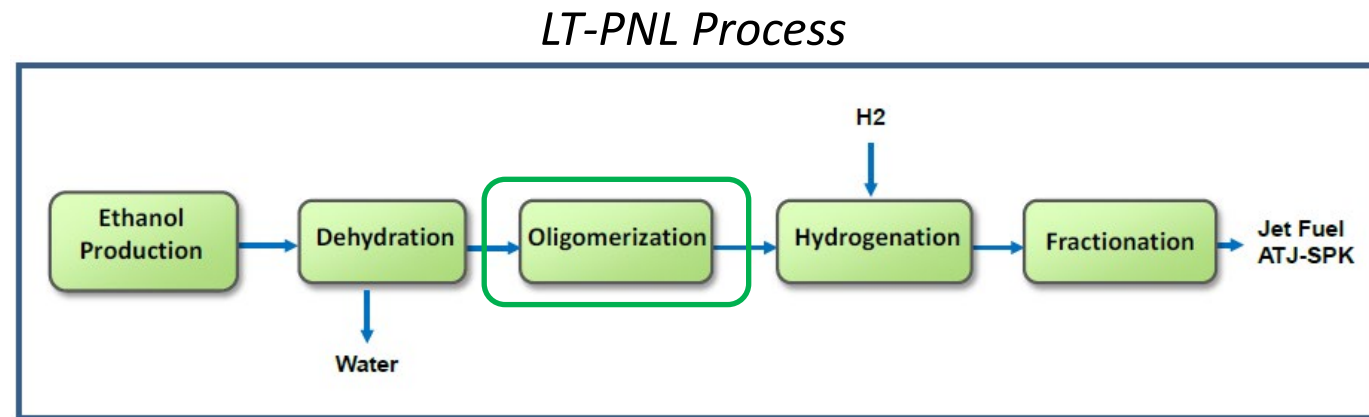 LT-PNL Process
H2
Ethanol
Production
Dehydration
Oligomerization
Hydrogenation
Fractionation
Jet Fuel
ATJ-SPK
Water